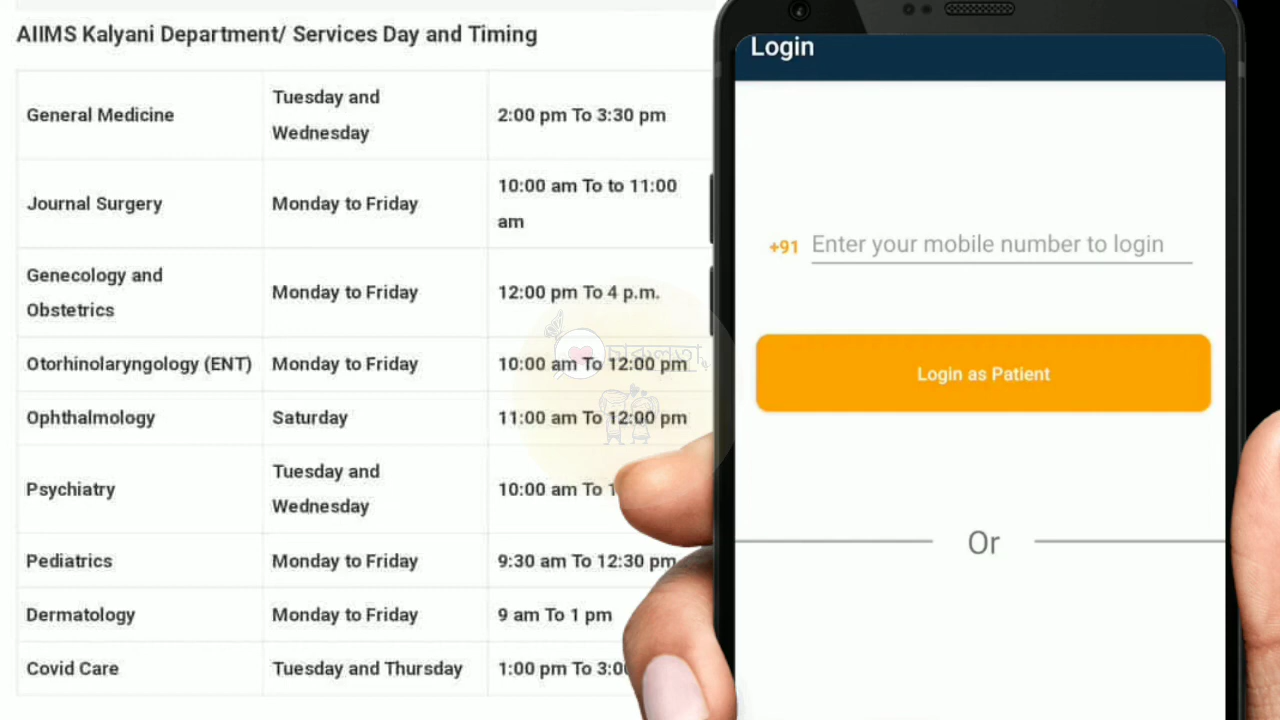 AIIMS Kalyani Department/ Services Day and Timing
General Medicine
Tuesday and
Wednesday
2:00 pm To 3:30 pm
Journal Surgery
Monday to Friday
10:00 am To to 11:00
am
Genecology and
Obstetrics
Monday to Friday
12:00 pm To 4 p.m.
Otorhinolaryngology (ENT)
Monday to Friday
10:00 am To 12:00 pm
Ophthalmology
Saturday
11:00 am To 12:00 pm
Psychiatry
Tuesday and
Wednesday
10:00 am To
Pediatrics
Monday to Friday
9:30 am To 12:30 pm
Dermatology
Monday to Friday
9 am To 1 pm
Covid Care
Tuesday and Thursday
1:00 pm To
Login
+91 Enter your mobile number to login
Login as Patient
Or